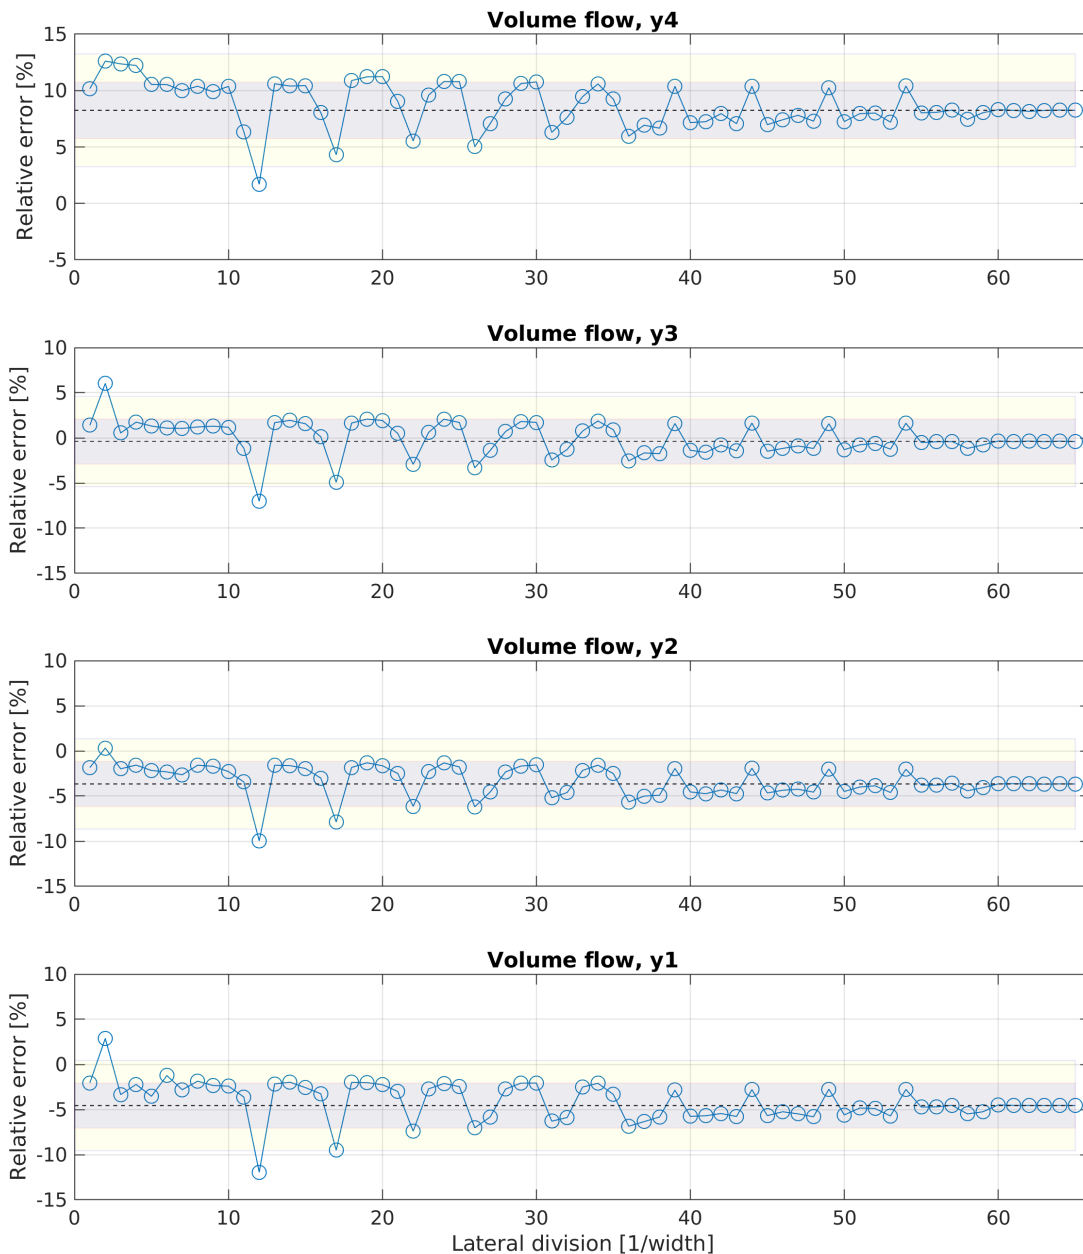 Volume flow, y4
Relative error [%]
15
10
5
0
-5
0 10 20 30 40 50 60
Volume flow, y3
Relative error [%]
10
5
0
-5
-10
-15
0 10 20 30 40 50 60
Volume flow, y2
Relative error [%]
10
5
0
-5
-10
-15
0 10 20 30 40 50 60
Volume flow, y1
Relative error [%]
10
5
0
-5
-10
-15
0 10 20 30 40 50 60
Lateral division [1/width]